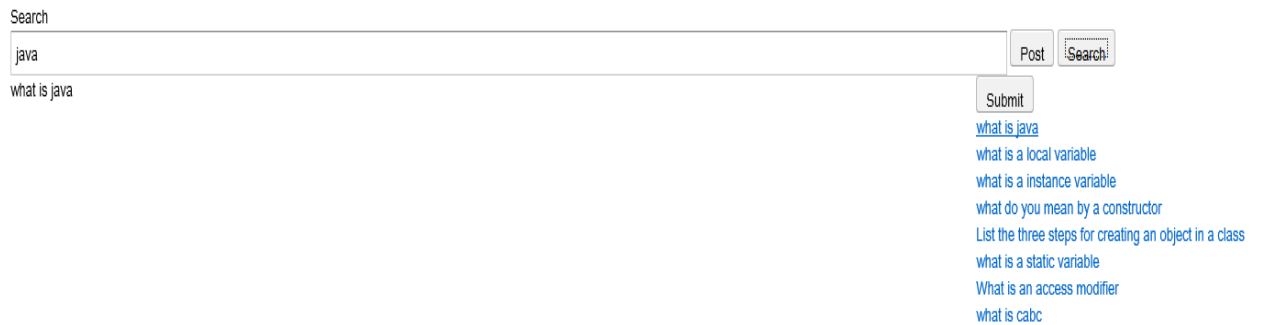 Search
java Post Search
what is java Submit
what is java
what is a local variable
what is a instance variable
what do you mean by a constructor
List the three steps for creating an object in a class
what is a static variable
What is an access modifier
what is cabc